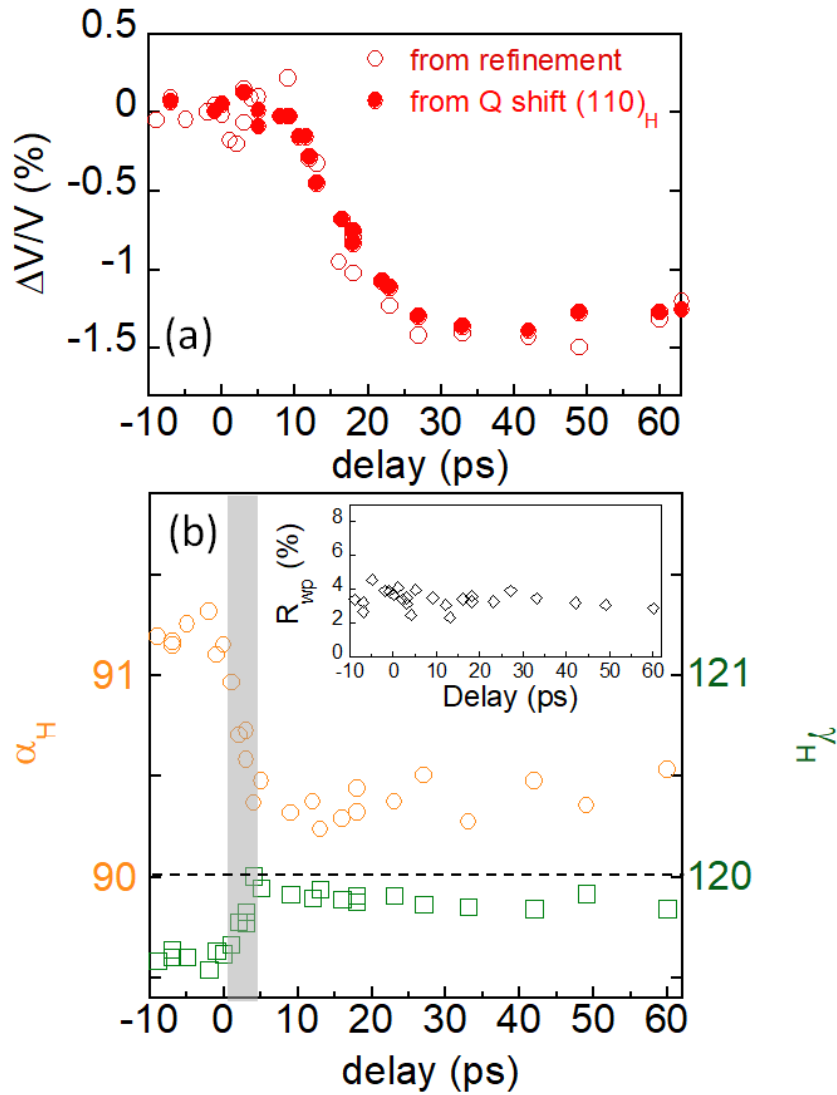 0.5
0
-0.5
-1
-1.5
ΔV/V (%)
from refinement
from Q shift (110)H
(a)
-10 0 10 20 30 40 50 60
delay (ps)
(b)
91
90
αH
121
120
γH
8
6
4
2
0
Rwp (%)
-10 0 10 20 30 40 50 60
Delay (ps)
-10 0 10 20 30 40 50 60
delay (ps)